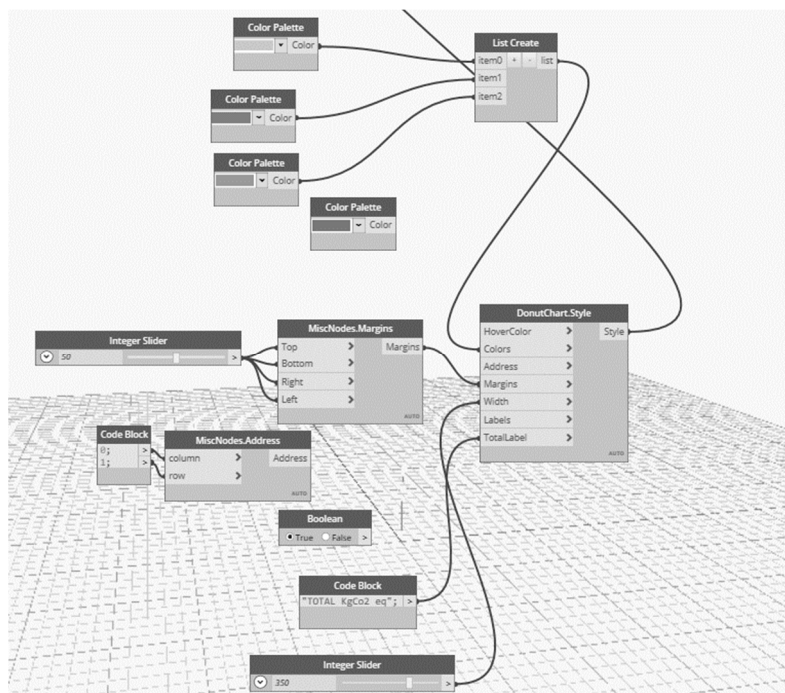 Color Palette
Color
List Create
item0 + - list
item1
item2
Color Palette
Color
Color Palette
Color
Color Palette
Color
DonutChart.Style
HoverColor > Style
Colors >
Address >
Margins >
Width >
Labels >
TotalLabel >
AUTO
MiscNodes.Margins
Top > Margins
Bottom >
Right >
Left >
AUTO
Integer Slider
50 >
Code Block
0; >
1; >
MiscNodes.Address
column > Address
row >
AUTO
Boolean
True False >
Code Block
"TOTAL KgCo2 eq"; >
Integer Slider
350 >